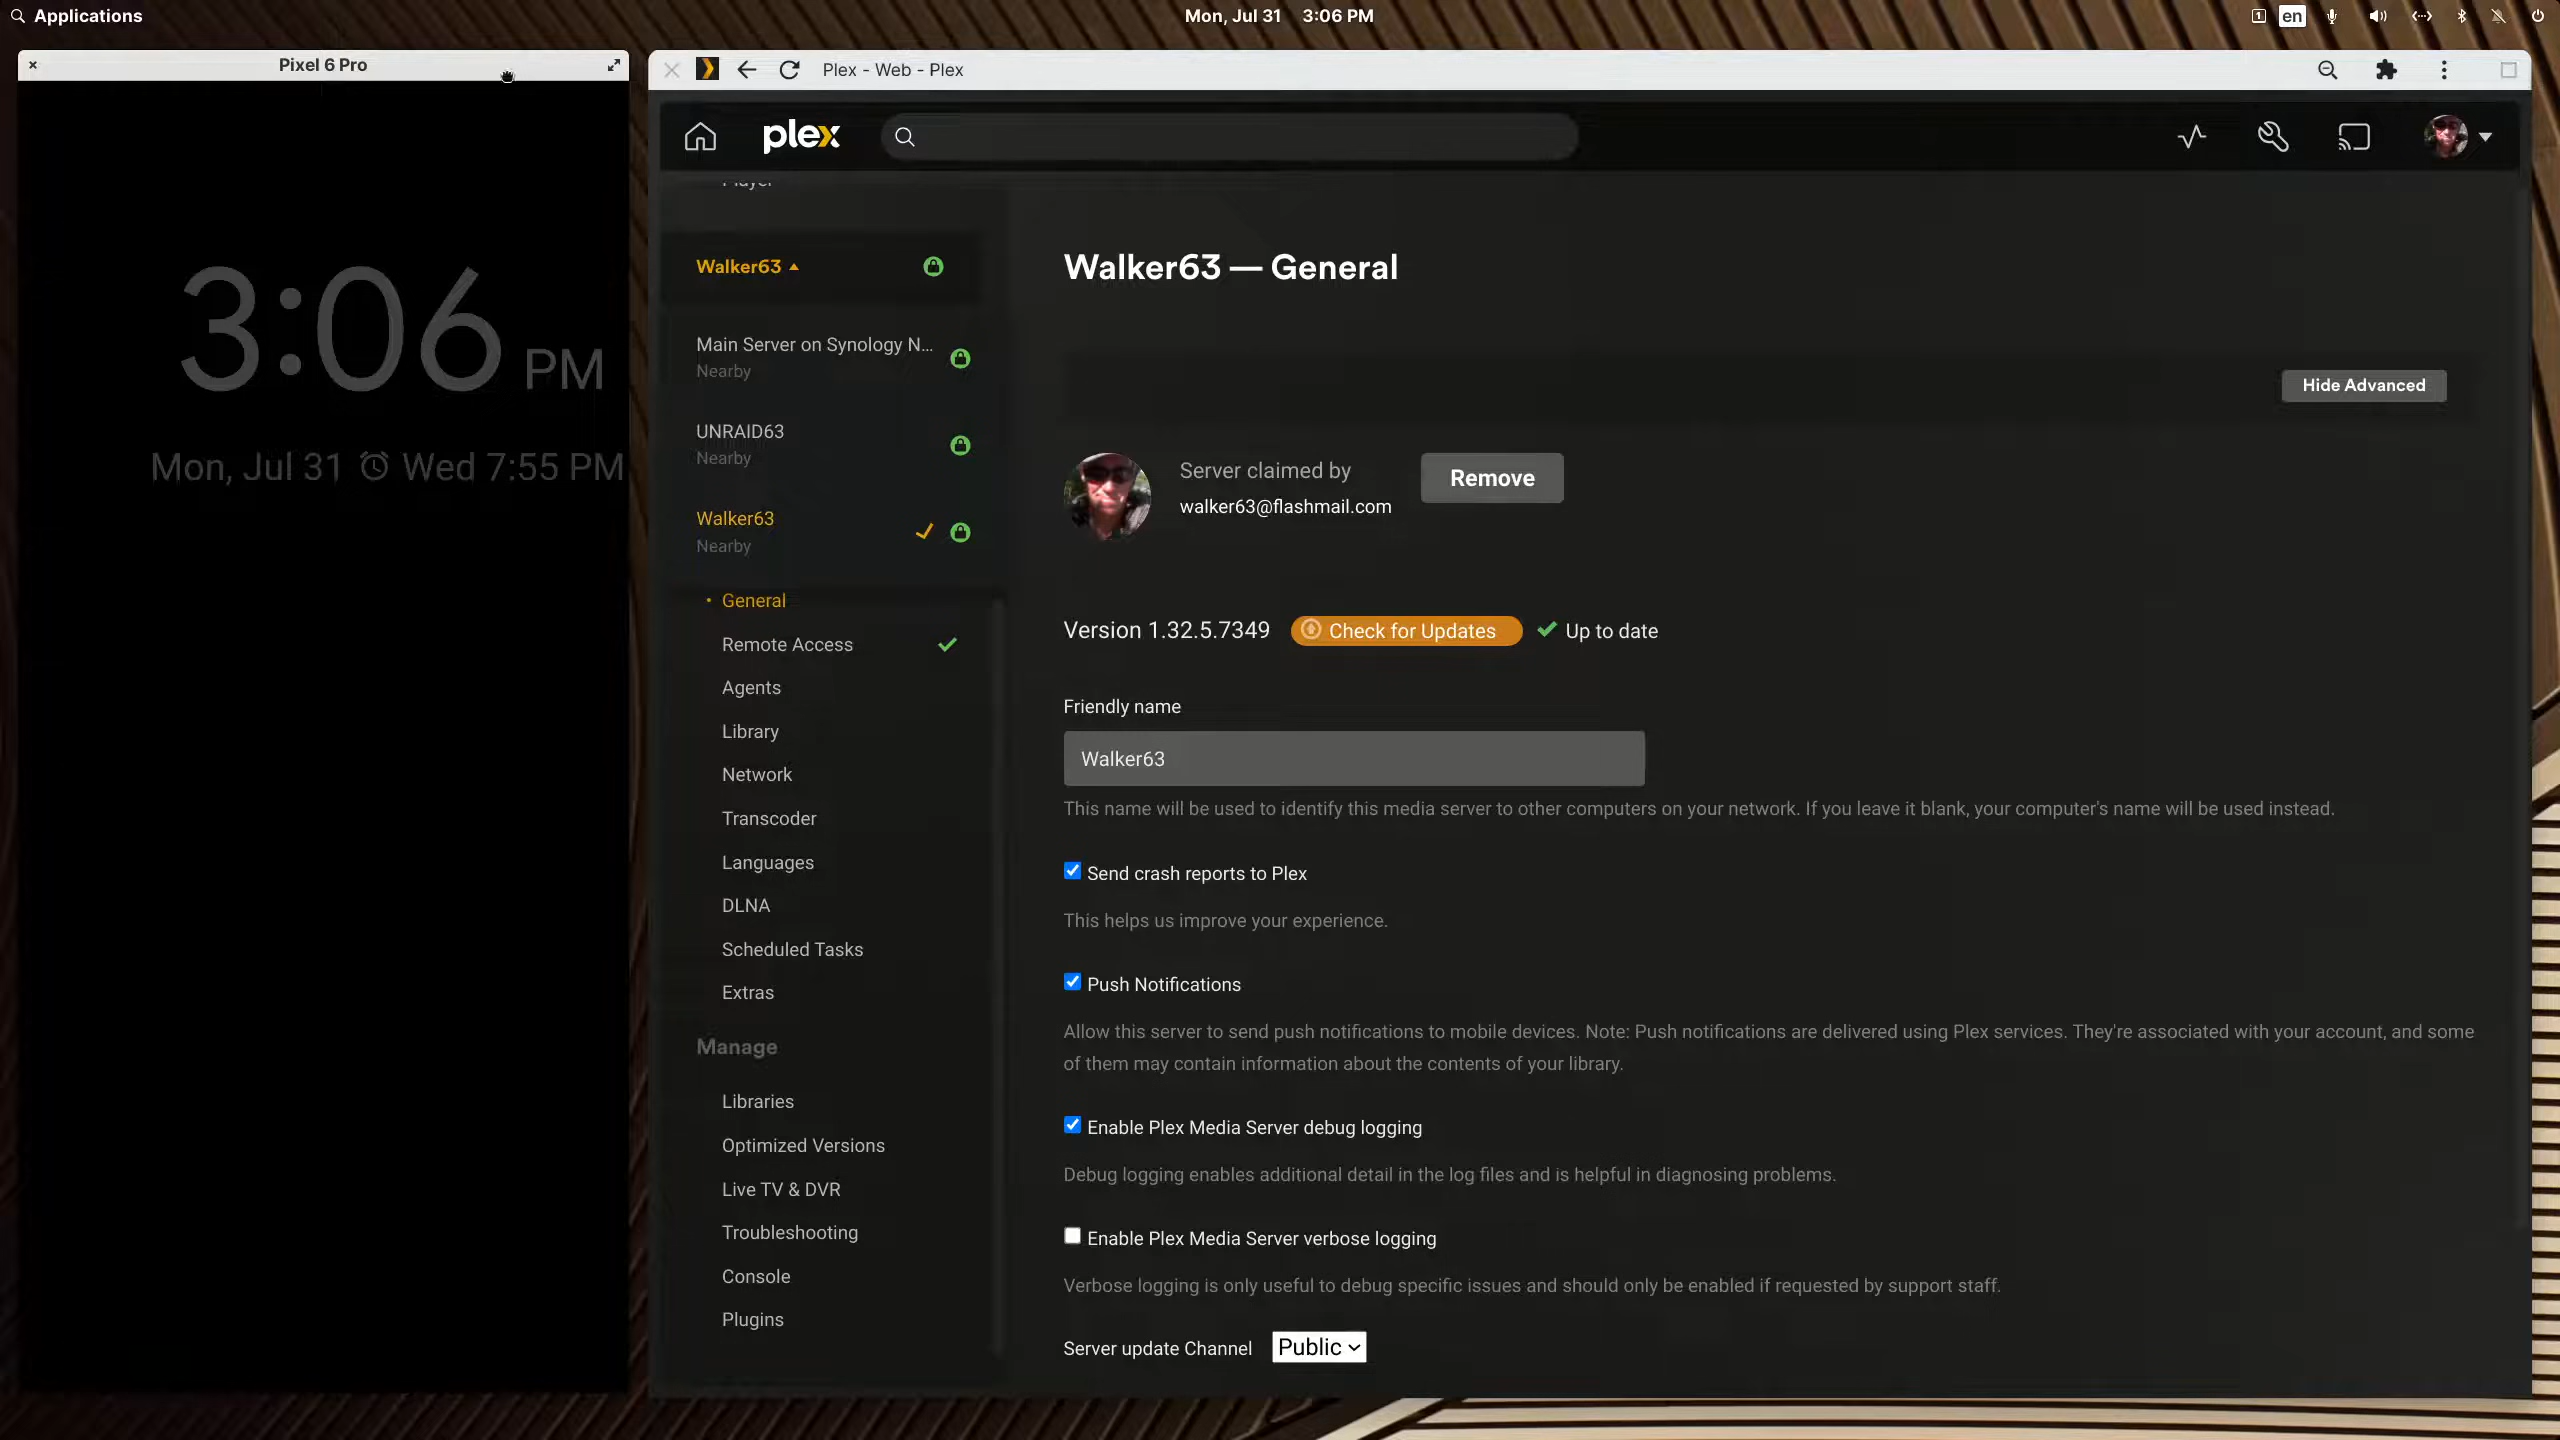 Applications
Mon, Jul 31 3:06 PM
1
en
Pixel 6 Pro
3:06 PM
Mon, Jul 31 Wed 7:55 PM
Plex - Web - Plex
plex
Player
Walker63
Main Server on Synology N...
Nearby
UNRAID63
Nearby
Walker63
Nearby
General
Remote Access
Agents
Library
Network
Transcoder
Languages
DLNA
Scheduled Tasks
Extras
Manage
Libraries
Optimized Versions
Live TV & DVR
Troubleshooting
Console
Plugins
Walker63 — General
Hide Advanced
Server claimed by
walker63@flashmail.com
Remove
Version 1.32.5.7349
Check for Updates
Up to date
Friendly name
Walker63
This name will be used to identify this media server to other computers on your network. If you leave it blank, your computer's name will be used instead.
Send crash reports to Plex
This helps us improve your experience.
Push Notifications
Allow this server to send push notifications to mobile devices. Note: Push notifications are delivered using Plex services. They're associated with your account, and some
of them may contain information about the contents of your library.
Enable Plex Media Server debug logging
Debug logging enables additional detail in the log files and is helpful in diagnosing problems.
Enable Plex Media Server verbose logging
Verbose logging is only useful to debug specific issues and should only be enabled if requested by support staff.
Server update Channel
Public